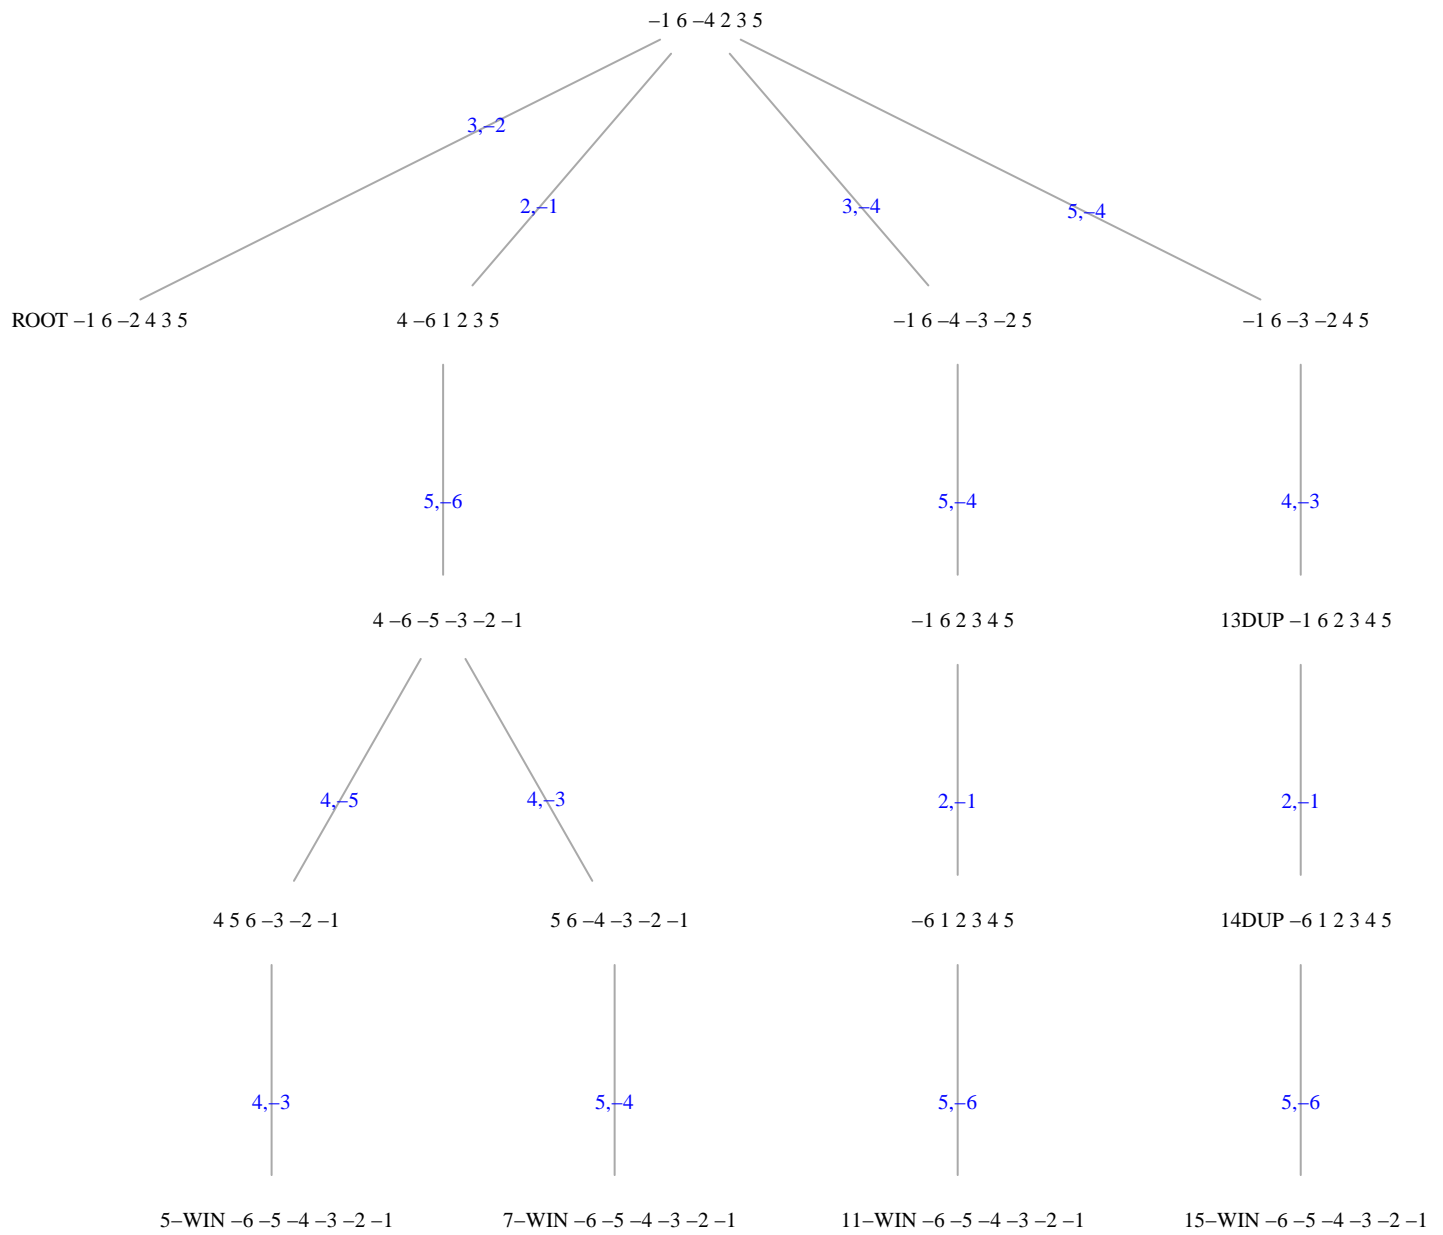 –1 6 –4 2 3 5
3,–2
2,–1
3,–4
5,–4
ROOT –1 6 –2 4 3 5
4 –6 1 2 3 5
–1 6 –4 –3 –2 5
–1 6 –3 –2 4 5
5,–6
5,–4
4,–3
4 –6 –5 –3 –2 –1
–1 6 2 3 4 5
13DUP –1 6 2 3 4 5
4,–5
4,–3
2,–1
2,–1
4 5 6 –3 –2 –1
5 6 –4 –3 –2 –1
–6 1 2 3 4 5
14DUP –6 1 2 3 4 5
4,–3
5,–4
5,–6
5,–6
5–WIN –6 –5 –4 –3 –2 –1
7–WIN –6 –5 –4 –3 –2 –1
11–WIN –6 –5 –4 –3 –2 –1
15–WIN –6 –5 –4 –3 –2 –1